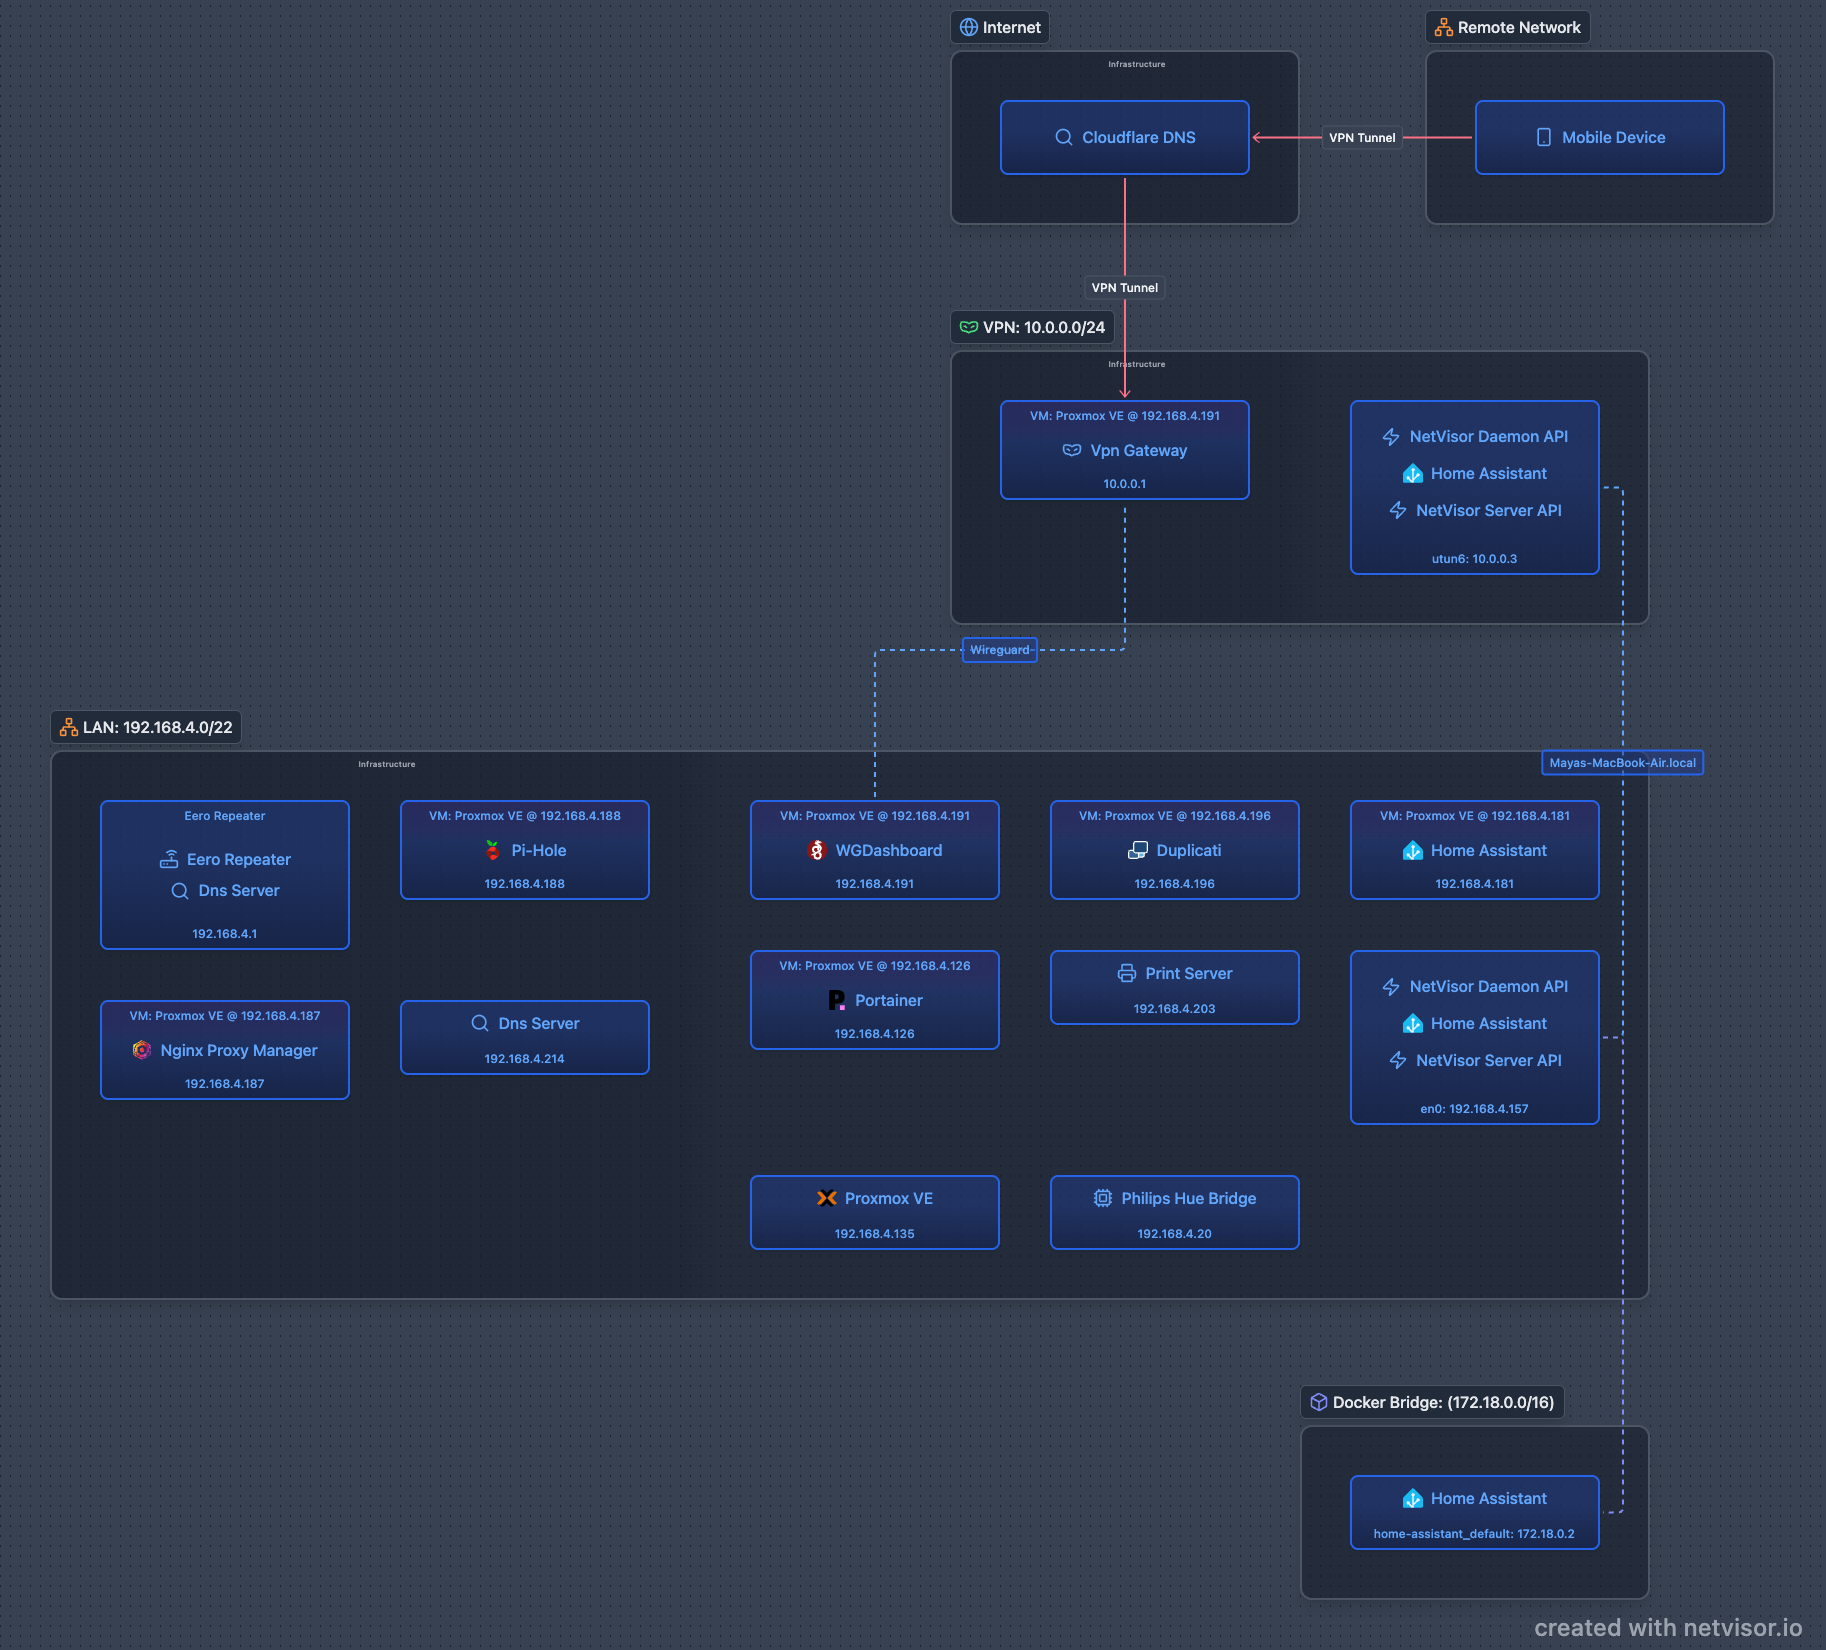 Internet
Remote Network
Infrastructure
Cloudflare DNS
VPN Tunnel
Mobile Device
VPN Tunnel
VPN: 10.0.0.0/24
Infrastructure
VM: Proxmox VE @ 192.168.4.191
Vpn Gateway
10.0.0.1
NetVisor Daemon API
Home Assistant
NetVisor Server API
utun6: 10.0.0.3
Wireguard
LAN: 192.168.4.0/22
Infrastructure
Mayas-MacBook-Air.local
Eero Repeater
Eero Repeater
Dns Server
192.168.4.1
VM: Proxmox VE @ 192.168.4.188
Pi-Hole
192.168.4.188
VM: Proxmox VE @ 192.168.4.191
WGDashboard
192.168.4.191
VM: Proxmox VE @ 192.168.4.196
Duplicati
192.168.4.196
VM: Proxmox VE @ 192.168.4.181
Home Assistant
192.168.4.181
VM: Proxmox VE @ 192.168.4.187
Nginx Proxy Manager
192.168.4.187
Dns Server
192.168.4.214
VM: Proxmox VE @ 192.168.4.126
Portainer
192.168.4.126
Print Server
192.168.4.203
NetVisor Daemon API
Home Assistant
NetVisor Server API
en0: 192.168.4.157
Proxmox VE
192.168.4.135
Philips Hue Bridge
192.168.4.20
Docker Bridge: (172.18.0.0/16)
Home Assistant
home-assistant_default: 172.18.0.2
created with netvisor.io